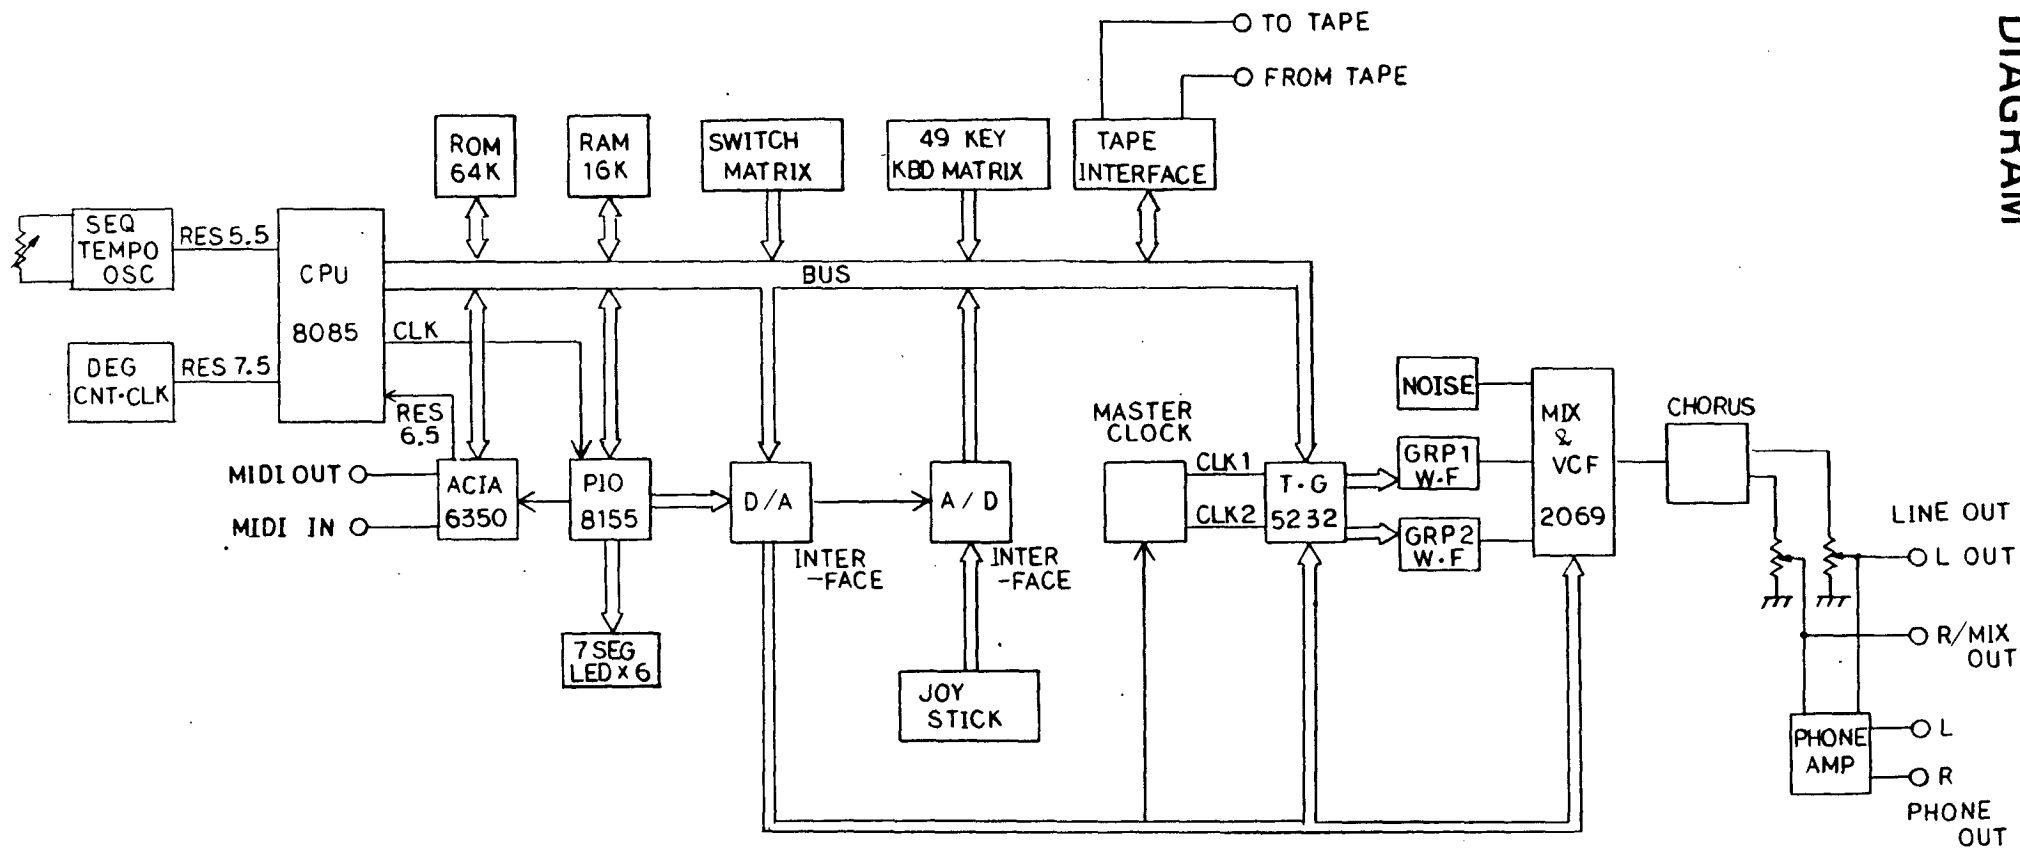 DIAGRAM
TO TAPE
FROM TAPE
ROM
64K
RAM
16K
SWITCH
MATRIX
49 KEY
KBD MATRIX
TAPE
INTERFACE
SEQ
TEMPO
OSC
RES 5.5
CPU
8085
BUS
CLK
DEG
CNT·CLK
RES 7.5
RES
6.5
MIDI OUT
MIDI IN
ACIA
6350
PIO
8155
D/A
INTER
-FACE
A/D
INTER
-FACE
7 SEG
LED×6
JOY
STICK
MASTER
CLOCK
CLK1
CLK2
T·G
5232
NOISE
GRP1
W·F
GRP2
W·F
MIX
&
VCF
2069
CHORUS
LINE OUT
L OUT
R/MIX
OUT
PHONE
AMP
L
R
PHONE
OUT